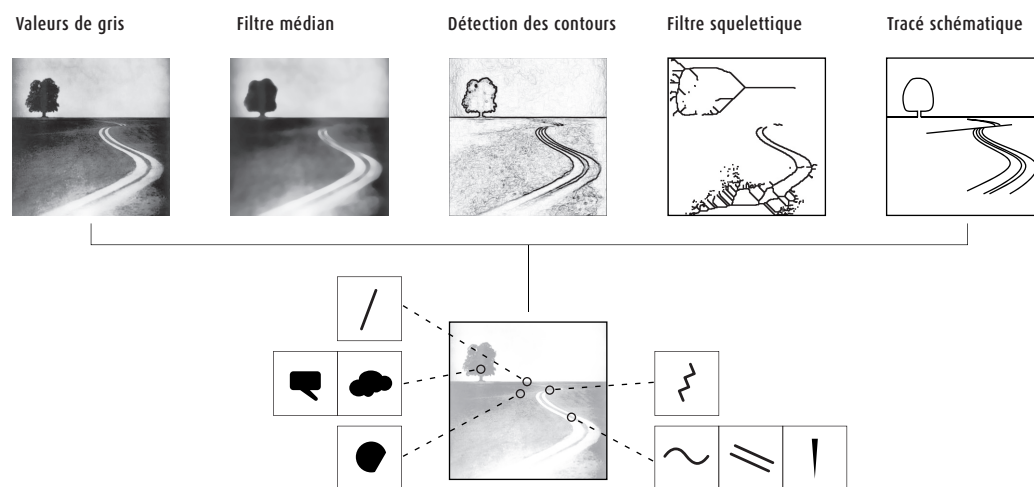 Valeurs de gris
Filtre médian
Détection des contours
Filtre squelettique
Tracé schématique